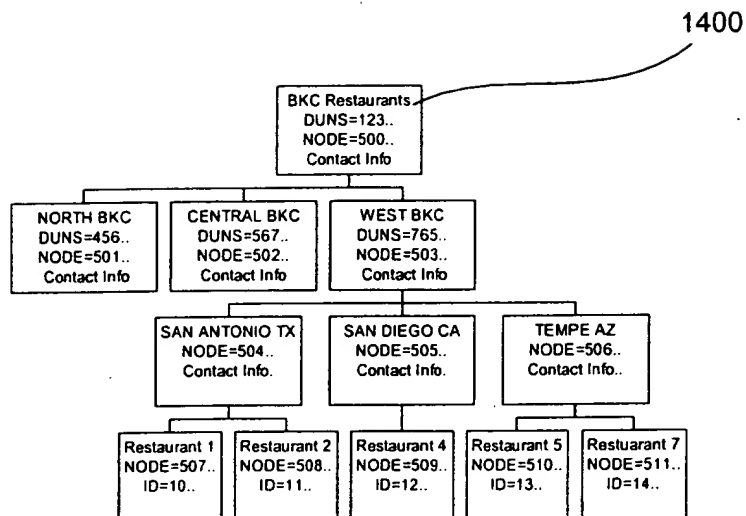 1400
BKC Restaurants
DUNS=123..
NODE=500..
Contact Info
NORTH BKC
DUNS=456..
NODE=501..
Contact Info
CENTRAL BKC
DUNS=567..
NODE=502..
Contact Info
WEST BKC
DUNS=765..
NODE=503..
Contact Info
SAN ANTONIO TX
NODE=504..
Contact Info.
SAN DIEGO CA
NODE=505..
Contact Info.
TEMPE AZ
NODE=506..
Contact Info..
Restaurant 1
NODE=507..
ID=10..
Restaurant 2
NODE=508..
ID=11..
Restaurant 4
NODE=509..
ID=12..
Restaurant 5
NODE=510..
ID=13..
Restuarant 7
NODE=511..
ID=14..